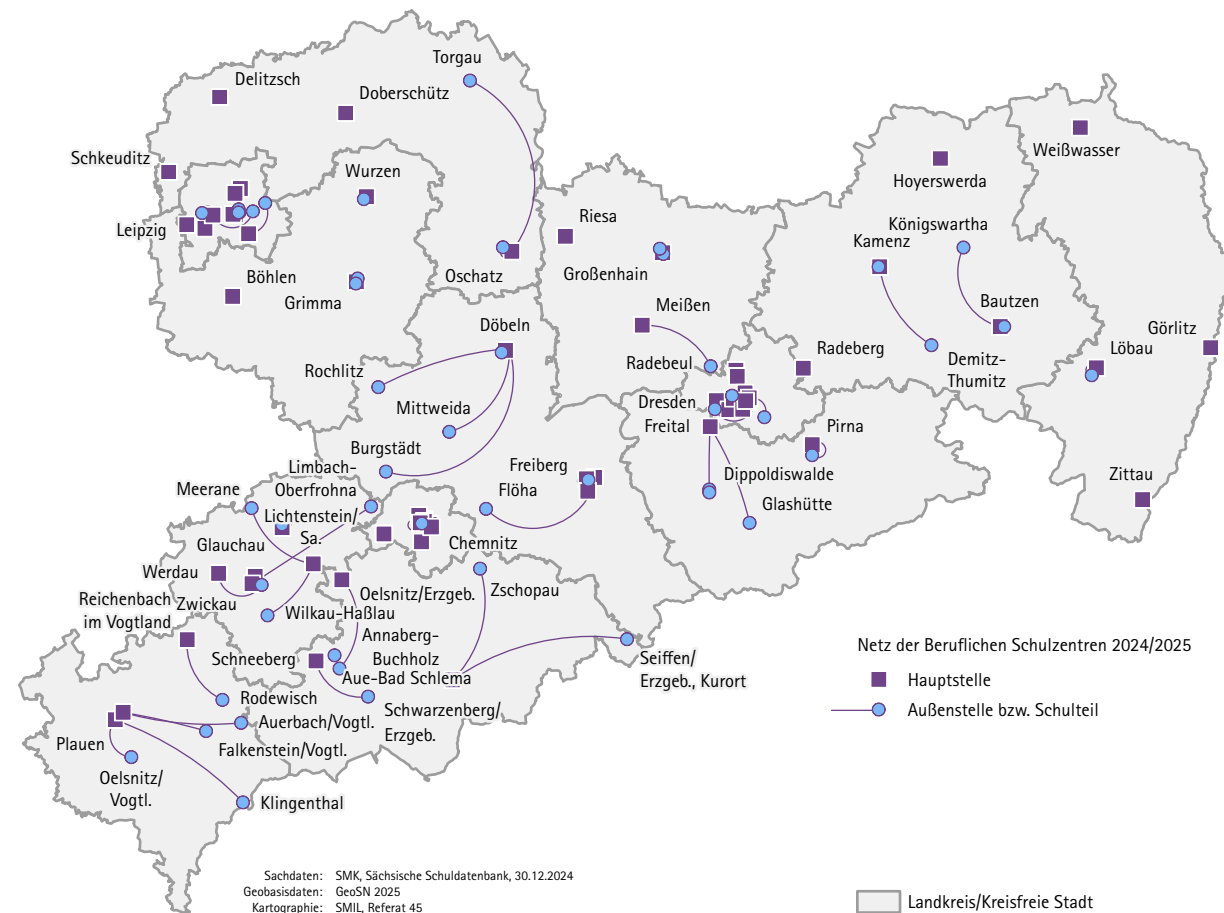 Torgau
Delitzsch
Doberschütz
Schkeuditz
Wurzen
Leipzig
Böhlen
Grimma
Oschatz
Riesa
Großenhain
Meißen
Radebeul
Radeberg
Dresden
Freital
Pirna
Dippoldiswalde
Glashütte
Weißwasser
Hoyerswerda
Königswartha
Kamenz
Bautzen
Demitz-
Thumitz
Görlitz
Löbau
Zittau
Döbeln
Rochlitz
Mittweida
Burgstädt
Freiberg
Flöha
Limbach-
Oberfrohna
Meerane
Lichtenstein/
Sa.
Glauchau
Chemnitz
Werdau
Zwickau
Wilkau-Haßlau
Oelsnitz/Erzgeb.
Zschopau
Reichenbach
im Vogtland
Annaberg-
Buchholz
Schneeberg
Aue-Bad Schlema
Seiffen/
Erzgeb., Kurort
Rodewisch
Schwarzenberg/
Erzgeb.
Auerbach/Vogtl.
Plauen
Falkenstein/Vogtl.
Oelsnitz/
Vogtl.
Klingenthal
Netz der Beruflichen Schulzentren 2024/2025
Hauptstelle
Außenstelle bzw. Schulteil
Sachdaten: SMK, Sächsische Schuldatenbank, 30.12.2024
Geobasisdaten: GeoSN 2025
Kartographie: SMIL, Referat 45
Landkreis/Kreisfreie Stadt